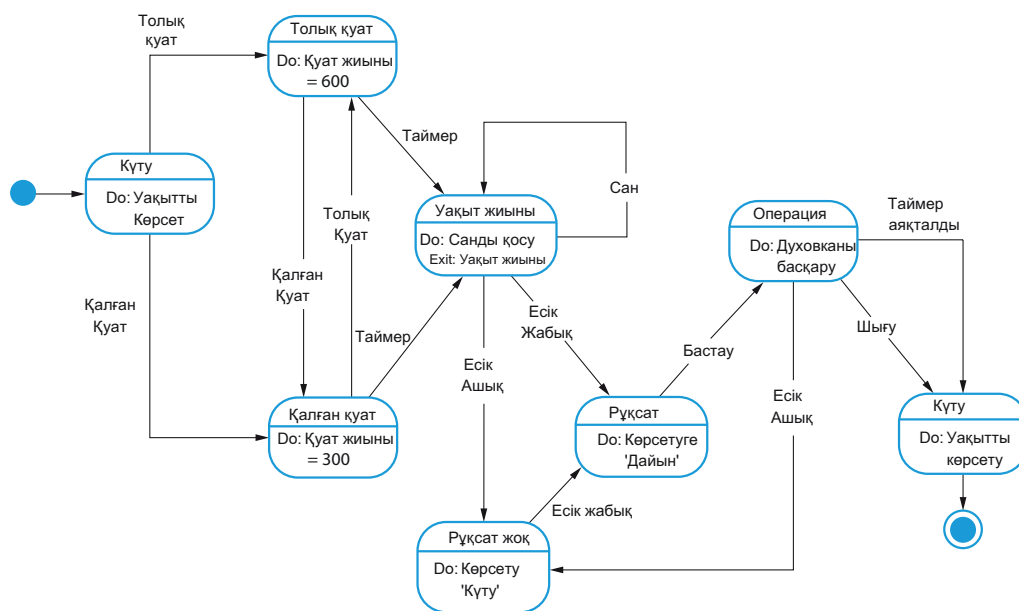 Толық
қуат
Толық қуат
Do: Қуат жиыны
= 600
Таймер
Сан
Күту
Do: Уақытты
Көрсет
Уақыт жиыны
Do: Санды қосу
Exit: Уақыт жиыны
Операция
Do: Духовканы
басқару
Таймер
аяқталды
Толық
Қуат
Қалған
Қуат
Қалған
Қуат
Таймер
Есік
Жабық
Есік
Ашық
Бастау
Шығу
Есік
Ашық
Қалған қуат
Do: Қуат жиыны
= 300
Рұқсат
Do: Көрсетуге
'Дайын'
Күту
Do: Уақытты
көрсету
Есік жабық
Рұқсат жоқ
Do: Көрсету
'Күту'